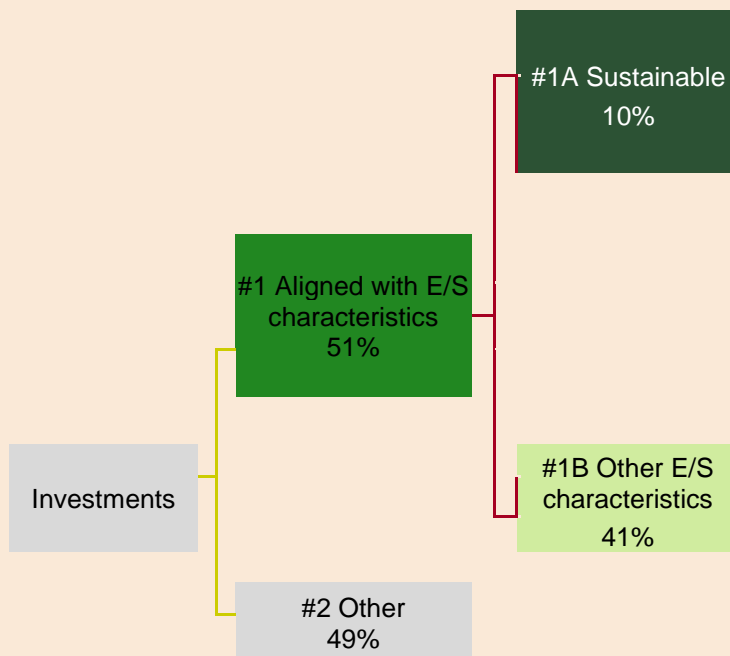 #1A Sustainable
10%
#1 Aligned with E/S
characteristics
51%
Investments
#1B Other E/S
characteristics
41%
#2 Other
49%